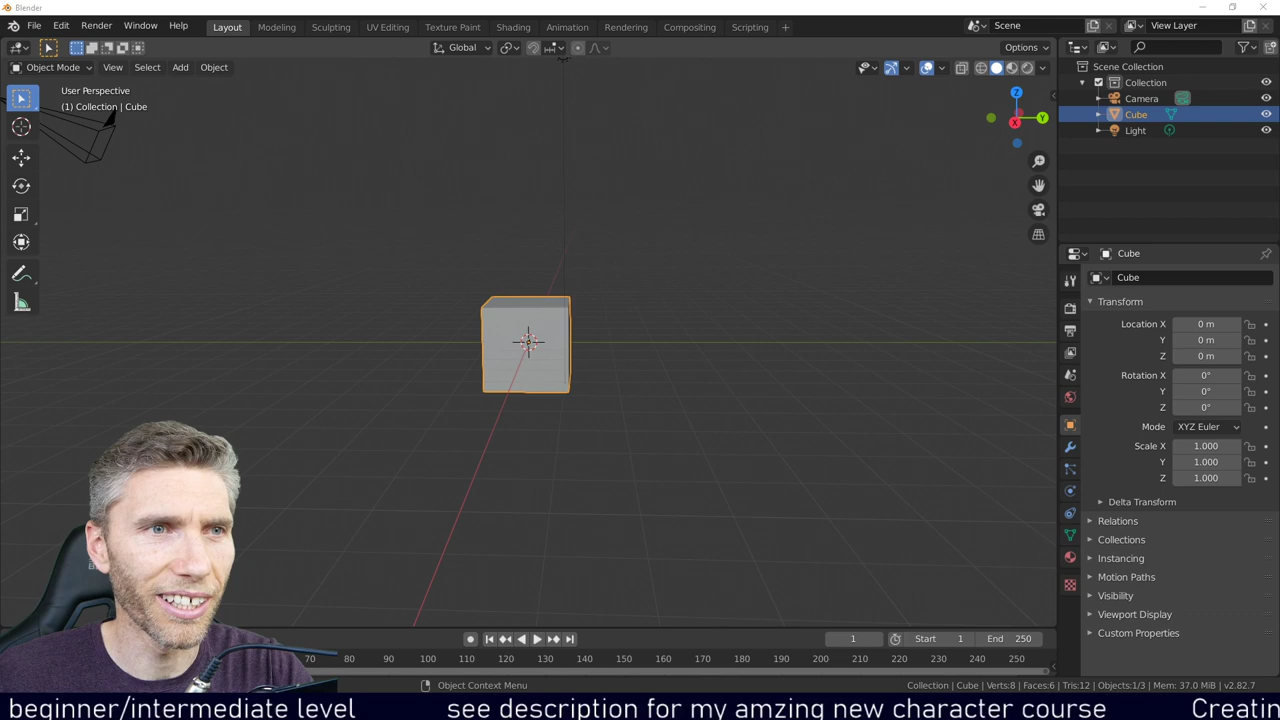 Blender
File Edit Render Window Help Layout Modeling Sculpting UV Editing Texture Paint Shading Animation Rendering Compositing Scripting + Scene View Layer
Global Options
Object Mode View Select Add Object
User Perspective
(1) Collection | Cube
Z
Y
X
Scene Collection
Collection
Camera
Cube
Light
Cube
Cube
Transform
Location X 0 m
Y 0 m
Z 0 m
Rotation X 0°
Y 0°
Z 0°
Mode XYZ Euler
Scale X 1.000
Y 1.000
Z 1.000
Delta Transform
Relations
Collections
Instancing
Motion Paths
Visibility
Viewport Display
Custom Properties
1 Start 1 End 250
70 80 90 100 110 120 130 140 150 160 170 180 190 200 210 220 230 240 250
Object Context Menu Collection | Cube | Verts:8 | Faces:6 | Tris:12 | Objects:1/3 | Mem: 37.0 MiB | v2.82.7
beginner/intermediate level see description for my amzing new character course Creatin